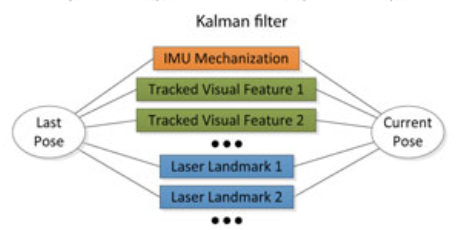 Kalman filter
IMU Mechanization
Tracked Visual Feature 1
Last
Pose
Tracked Visual Feature 2
Current
Pose
•••
Laser Landmark 1
Laser Landmark 2
•••